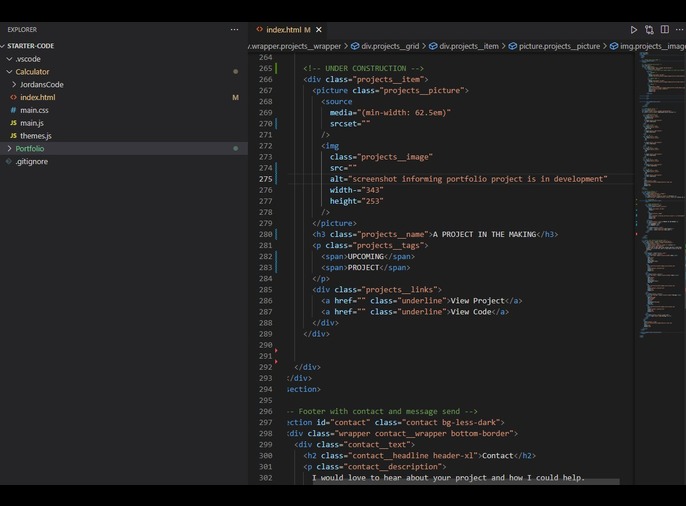 EXPLORER
...
STARTER-CODE
.vscode
Calculator
JordansCode
<> index.html M
# main.css
JS main.js
JS themes.js
Portfolio
.gitignore
<> index.html M ×
.wrapper.projects__wrapper > div.projects__grid > div.projects__item > picture.projects__picture > img.projects__image
264
265 <!-- UNDER CONSTRUCTION -->
266 <div class="projects__item">
267 <picture class="projects__picture">
268 <source
269 media="(min-width: 62.5em)"
270 srcset=""
271 />
272 <img
273 class="projects__image"
274 src=""
275 alt="screenshot informing portfolio project is in development"
276 width-="343"
277 height="253"
278 />
279 </picture>
280 <h3 class="projects__name">A PROJECT IN THE MAKING</h3>
281 <p class="projects__tags">
282 <span>UPCOMING</span>
283 <span>PROJECT</span>
284 </p>
285 <div class="projects__links">
286 <a href="" class="underline">View Project</a>
287 <a href="" class="underline">View Code</a>
288 </div>
289 </div>
290
291
292 </div>
293 </div>
294 section>
295
296 -- Footer with contact and message send -->
297 ection id="contact" class="contact bg-less-dark">
298 <div class="wrapper contact__wrapper bottom-border">
299 <div class="contact__text">
300 <h2 class="contact__headline header-xl">Contact</h2>
301 <p class="contact__description">
302 I would love to hear about your project and how I could help.